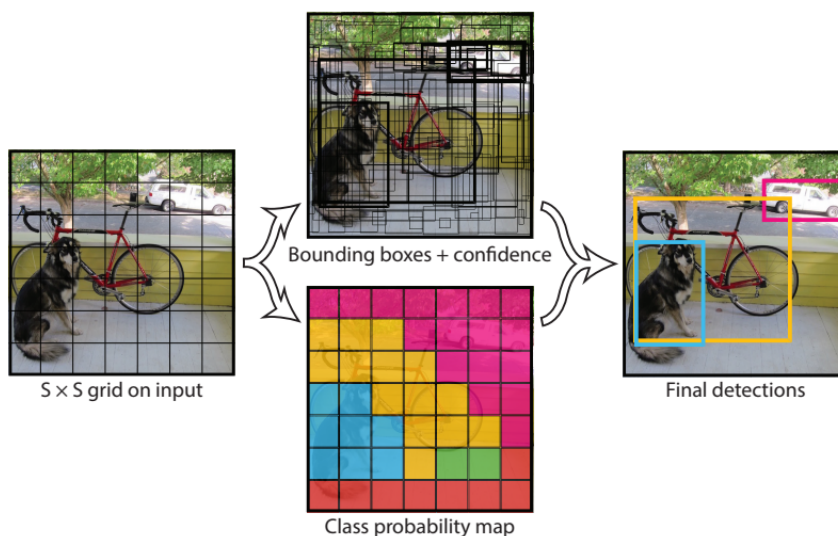 Bounding boxes + confidence
S × S grid on input
Final detections
Class probability map